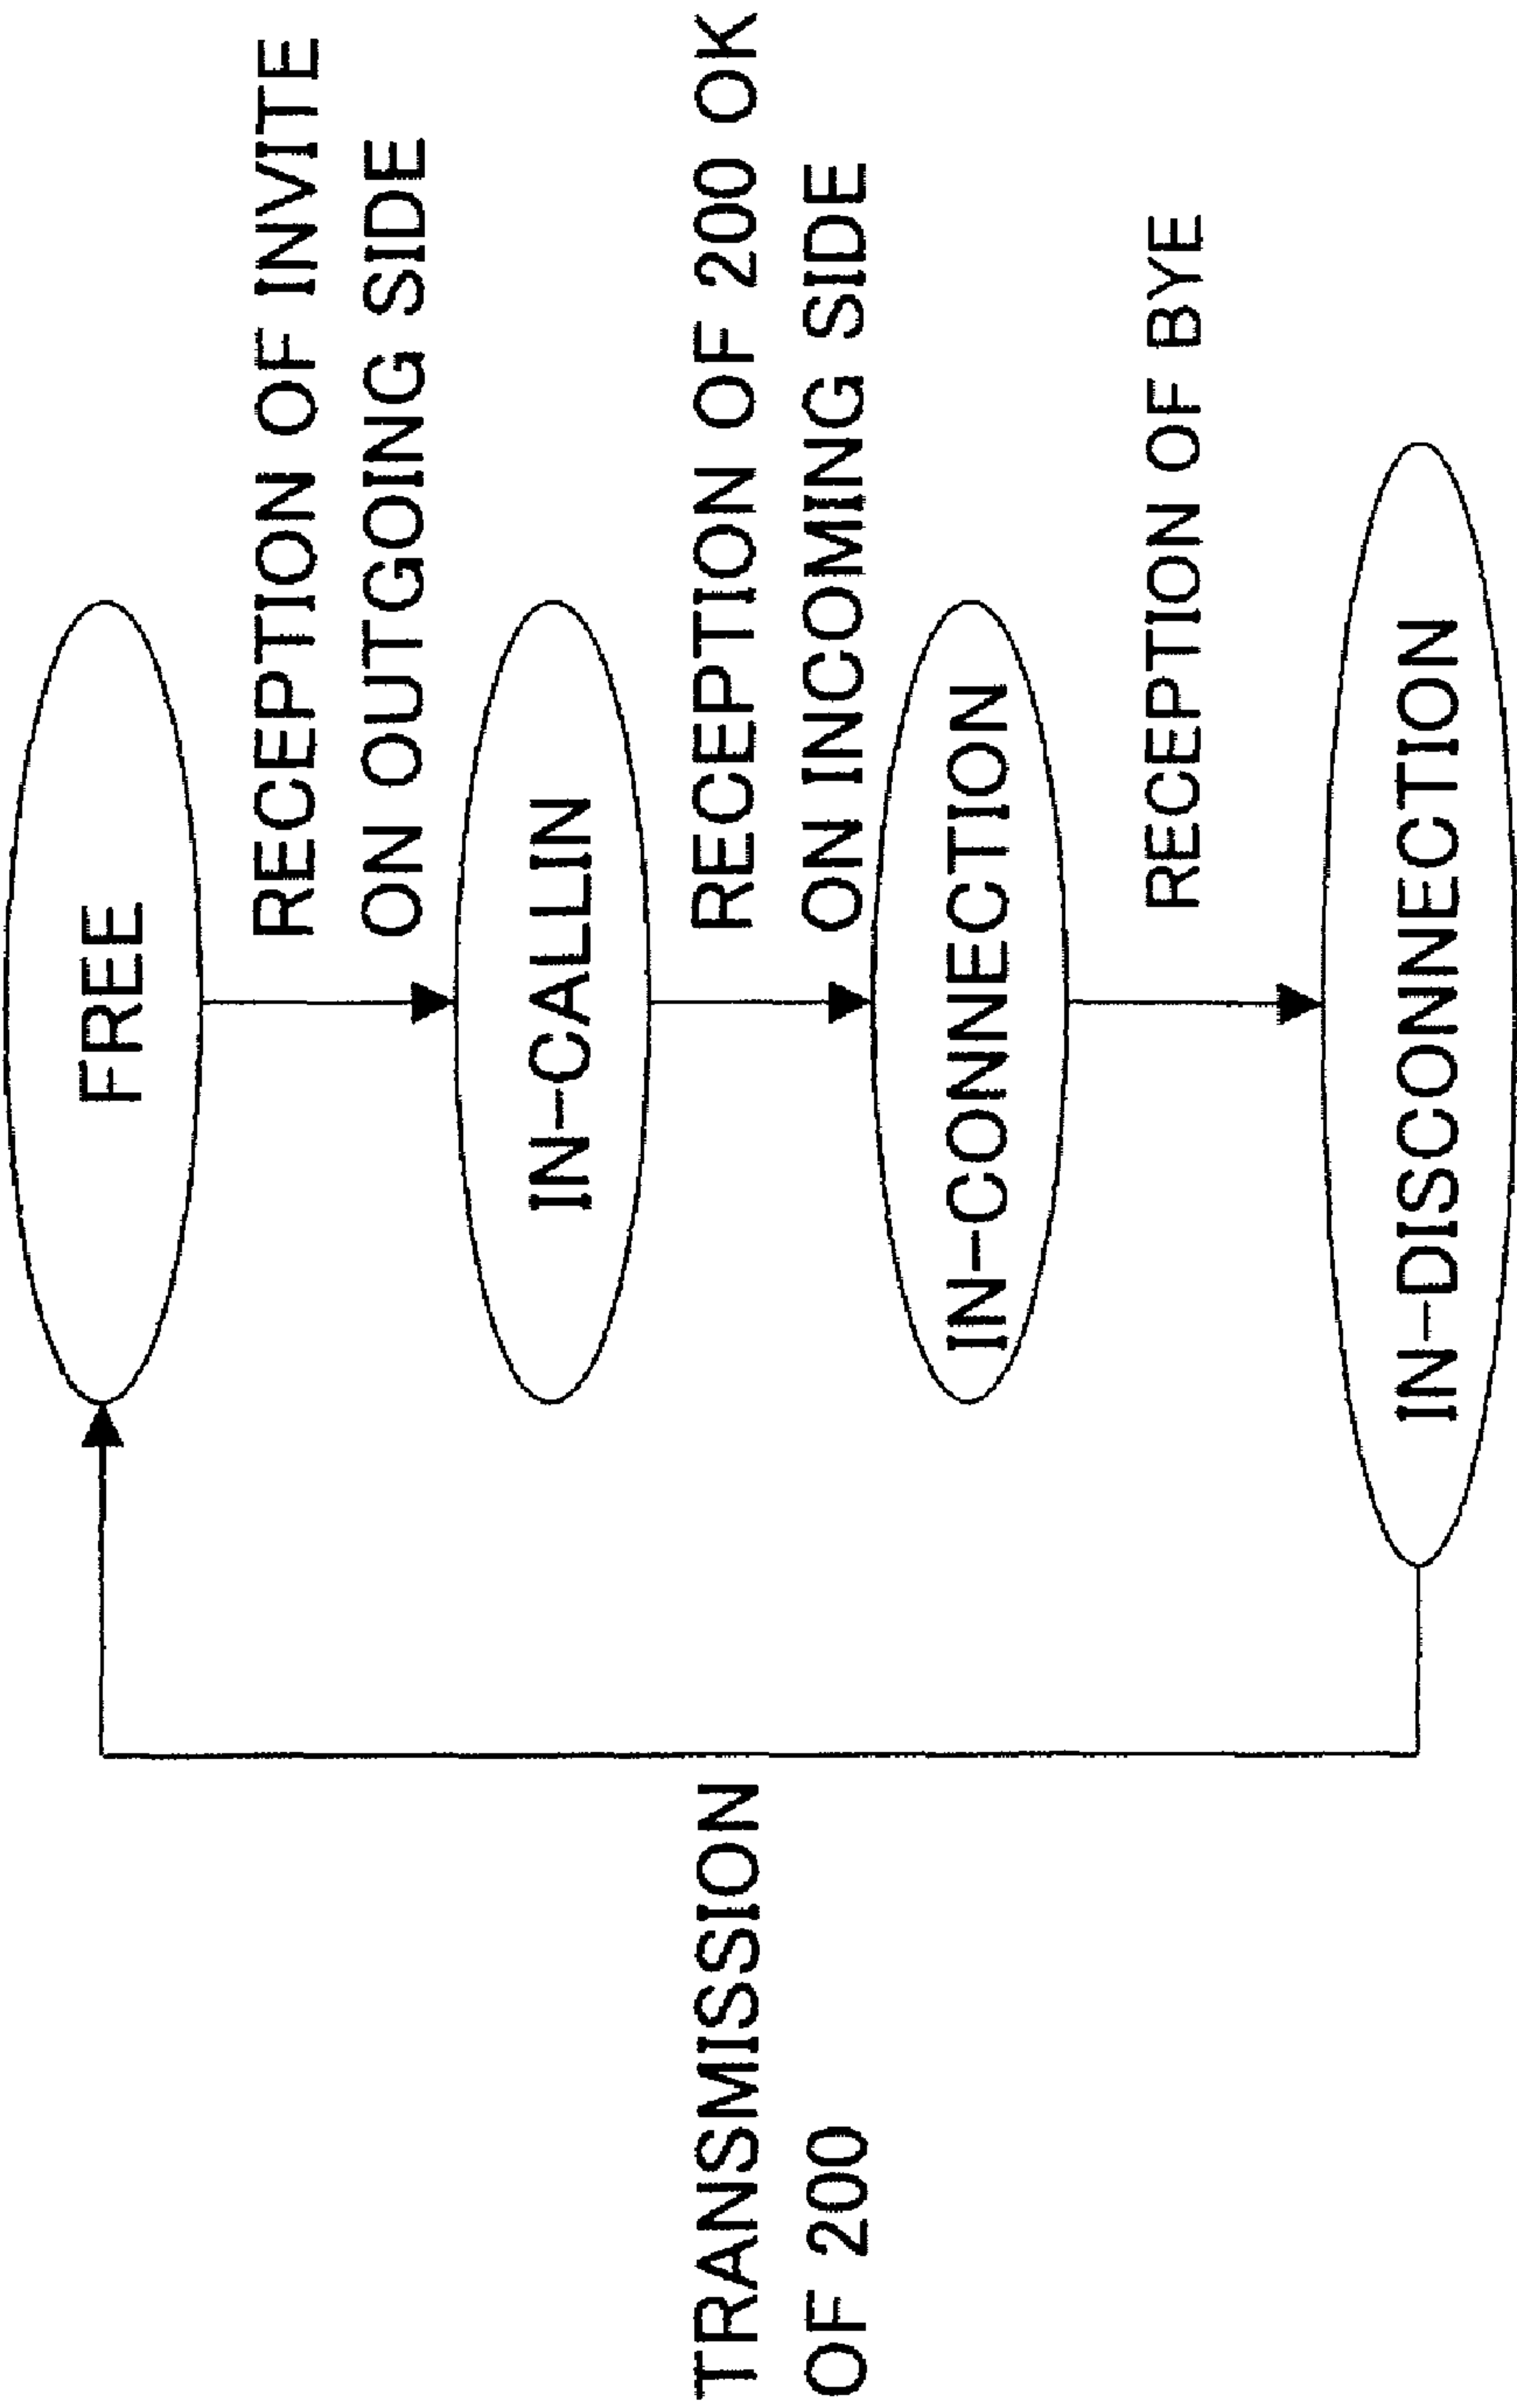 FREE
RECEPTION OF INVITE
ON OUTGOING SIDE
IN-CALLIN
RECEPTION OF 200 OK
ON INCOMING SIDE
IN-CONNECTION
RECEPTION OF BYE
IN-DISCONNECTION
TRANSMISSION
OF 200